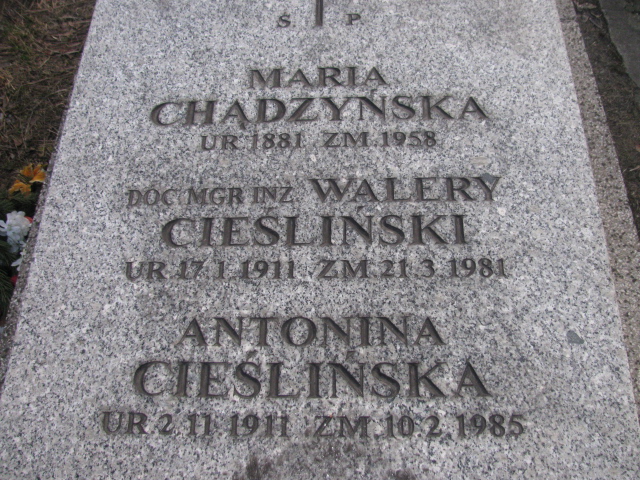 Ś P
MARIA
CHĄDZYŃSKA
UR 1881 ZM 1958
DOC MGR INŻ WALERY
CIEŚLIŃSKI
UR 17 1 1911 ZM 21 3 1981
ANTONINA
CIEŚLIŃSKA
UR 2 11 1911 ZM 10 2 1985